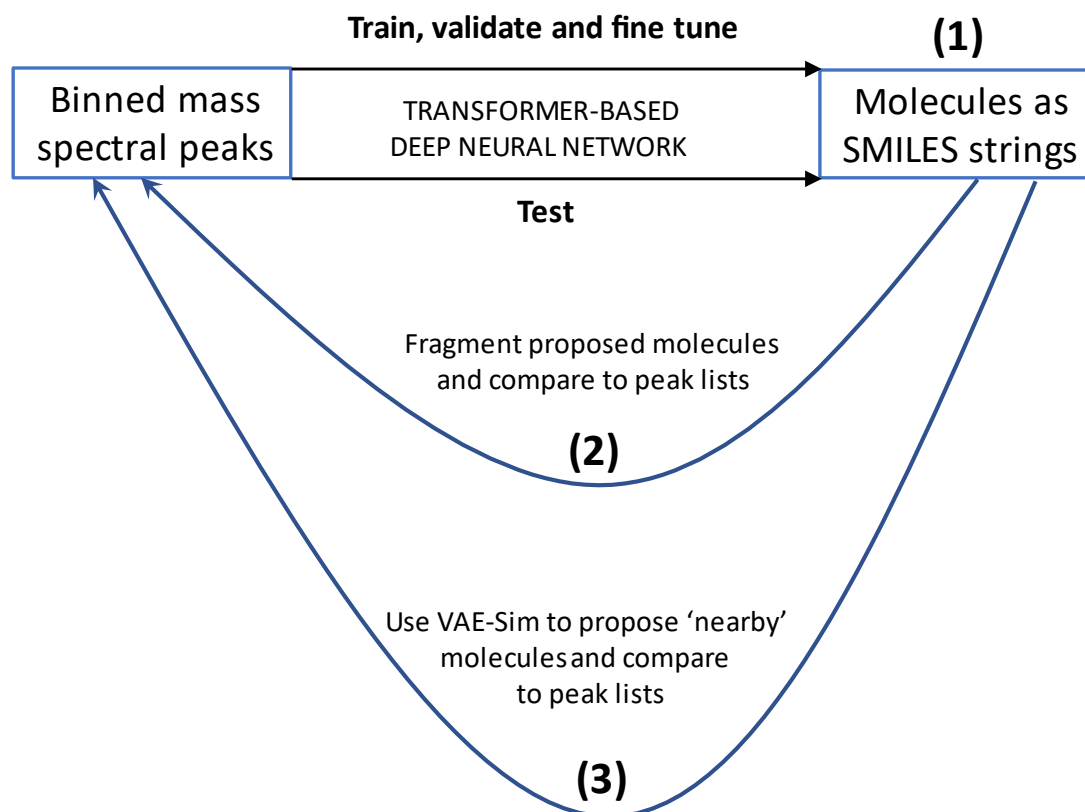 Train, validate and fine tune
(1)
Binned mass
spectral peaks
TRANSFORMER-BASED
DEEP NEURAL NETWORK
Molecules as
SMILES strings
Test
Fragment proposed molecules
and compare to peak lists
(2)
Use VAE-Sim to propose ‘nearby’
molecules and compare
to peak lists
(3)